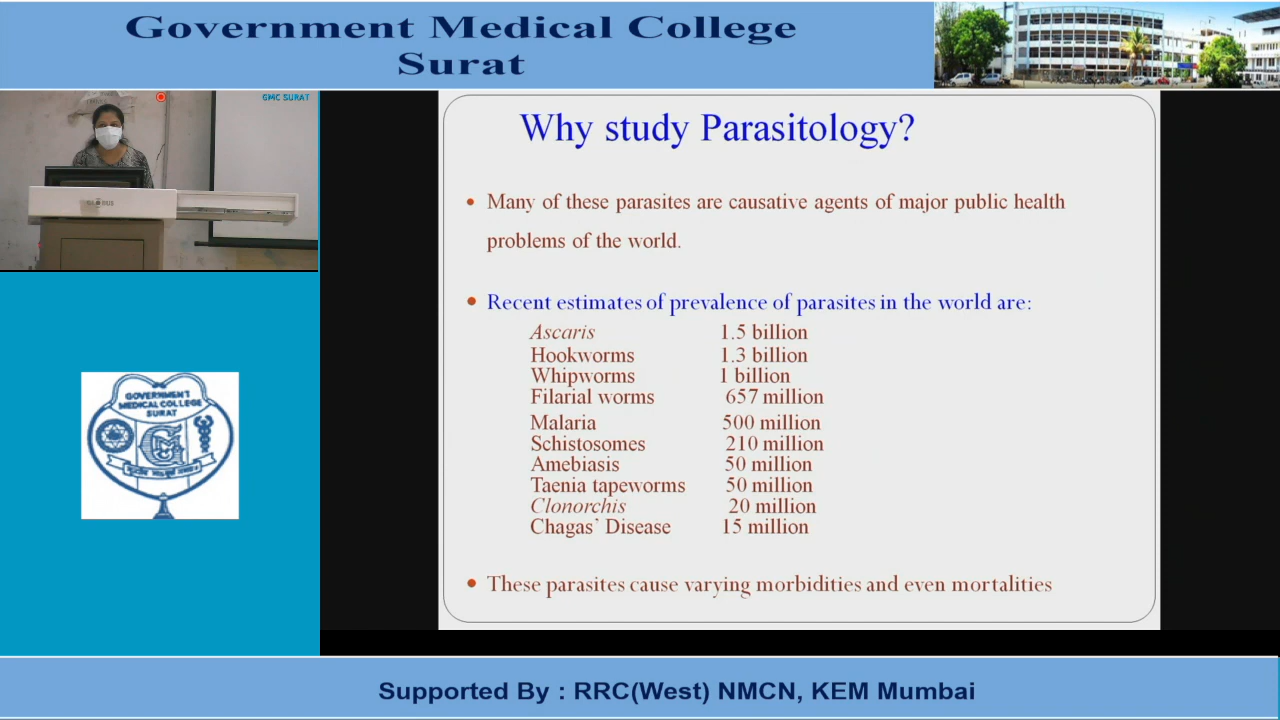 Government Medical College
Surat
GMC SURAT
Why study Parasitology?
• Many of these parasites are causative agents of major public health
problems of the world.
• Recent estimates of prevalence of parasites in the world are:
Ascaris 1.5 billion
Hookworms 1.3 billion
Whipworms 1 billion
Filarial worms 657 million
Malaria 500 million
Schistosomes 210 million
Amebiasis 50 million
Taenia tapeworms 50 million
Clonorchis 20 million
Chagas’ Disease 15 million
• These parasites cause varying morbidities and even mortalities
GOVERNMENT
MEDICAL COLLEGE
SURAT
Supported By : RRC(West) NMCN, KEM Mumbai